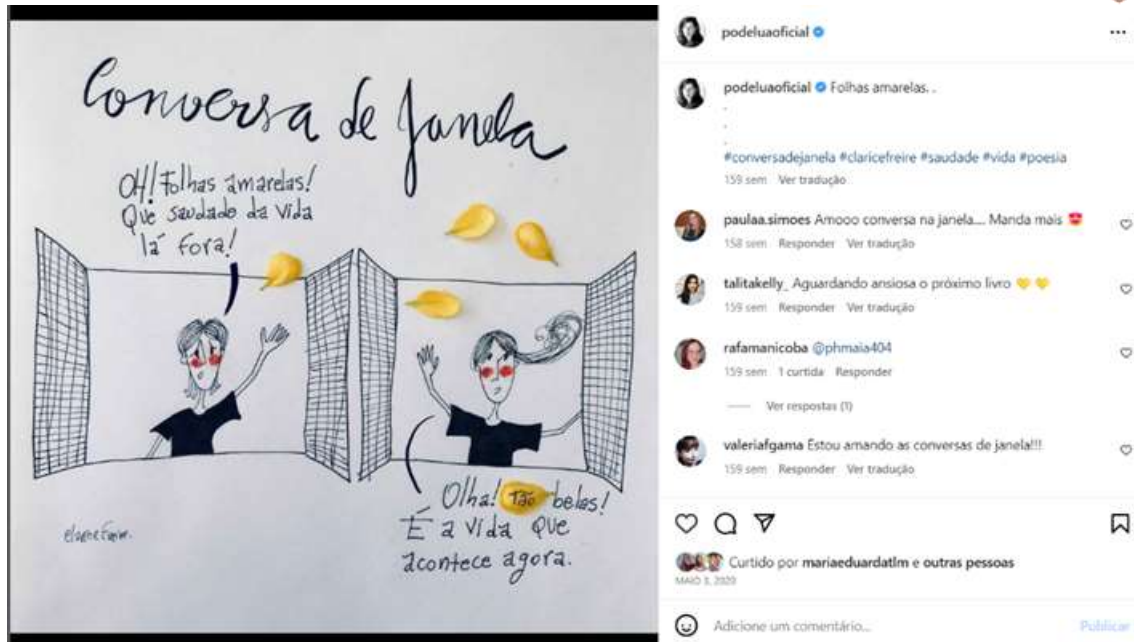 Conversa de Janela
OH! Folhas amarelas!
Que saudade da vida
lá fora!
Olha! Tão belas!
É a vida que
acontece agora.
podeluaoficial
podeluaoficial Folhas amarelas. .
.
.
.
#conversadejanela #claricefreire #saudade #vida #poesia
159 sem Ver tradução
paulaa.simoes Amooo conversa na janela.... Manda mais
158 sem Responder Ver tradução
talitakelly_ Aguardando ansiosa o próximo livro
159 sem Responder Ver tradução
rafamanicoba @phmaia404
159 sem 1 curtida Responder
Ver respostas (1)
valeriafgama Estou amando as conversas de janela!!!
159 sem Responder Ver tradução
Curtido por mariaeduardatlm e outras pessoas
MAIO 3, 2020
Adicione um comentário...
Publicar